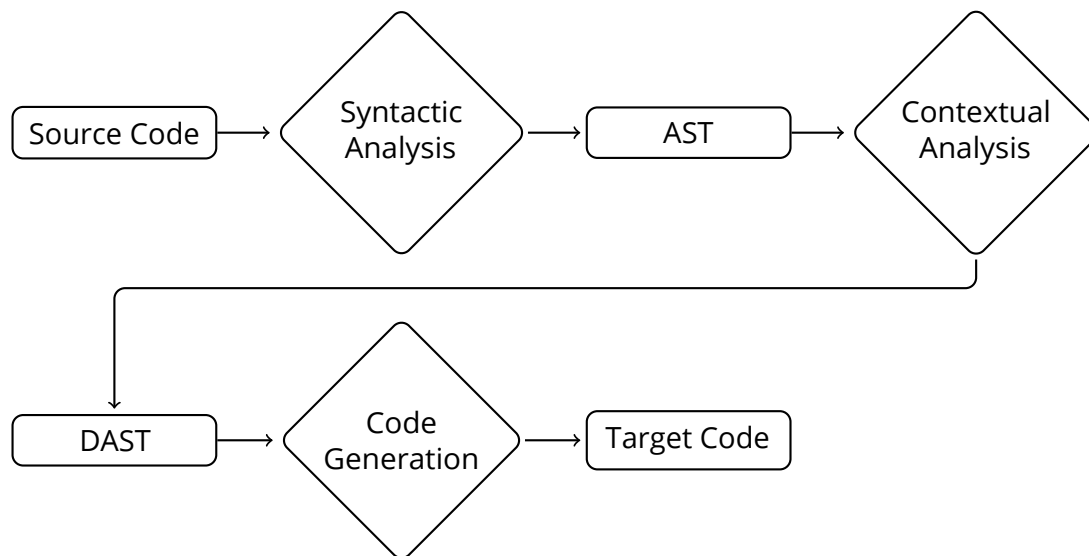 Source Code
Syntactic
Analysis
AST
Contextual
Analysis
DAST
Code
Generation
Target Code